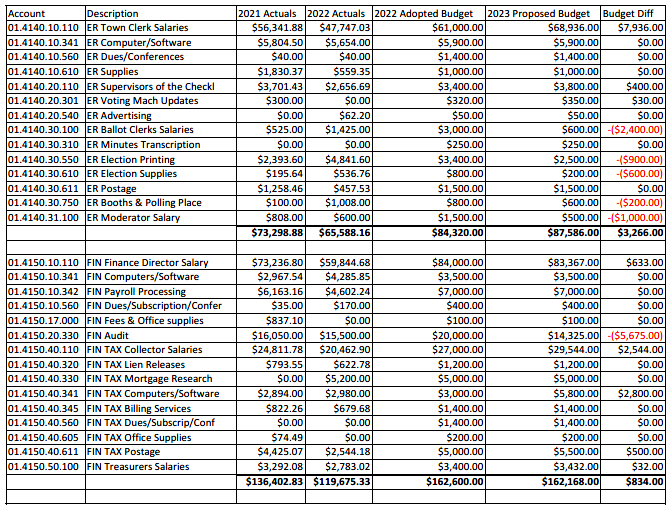 Account Description 2021 Actuals 2022 Actuals 2022 Adopted Budget 2023 Proposed Budget Budget Diff
01.4140.10.110 ER Town Clerk Salaries $56,341.88 $47,747.03 $61,000.00 $68,936.00 $7,936.00
01.4140.10.341 ER Computer/Software $5,804.50 $5,654.00 $5,900.00 $5,900.00 $0.00
01.4140.10.560 ER Dues/Conferences $40.00 $40.00 $1,400.00 $1,400.00 $0.00
01.4140.10.610 ER Supplies $1,830.37 $559.35 $1,000.00 $1,000.00 $0.00
01.4140.20.110 ER Supervisors of the Checkl $3,701.43 $2,656.69 $3,400.00 $3,800.00 $400.00
01.4140.20.301 ER Voting Mach Updates $300.00 $0.00 $320.00 $350.00 $30.00
01.4140.20.540 ER Advertising $0.00 $62.20 $50.00 $50.00 $0.00
01.4140.30.100 ER Ballot Clerks Salaries $525.00 $1,425.00 $3,000.00 $600.00 -($2,400.00)
01.4140.30.310 ER Minutes Transcription $0.00 $0.00 $250.00 $250.00 $0.00
01.4140.30.550 ER Election Printing $2,393.60 $4,841.60 $3,400.00 $2,500.00 -($900.00)
01.4140.30.610 ER Election Supplies $195.64 $536.76 $800.00 $200.00 -($600.00)
01.4140.30.611 ER Postage $1,258.46 $457.53 $1,500.00 $1,500.00 $0.00
01.4140.30.750 ER Booths & Polling Place $100.00 $1,008.00 $800.00 $600.00 -($200.00)
01.4140.31.100 ER Moderator Salary $808.00 $600.00 $1,500.00 $500.00 -($1,000.00)
$73,298.88 $65,588.16 $84,320.00 $87,586.00 $3,266.00
01.4150.10.110 FIN Finance Director Salary $73,236.80 $59,844.68 $84,000.00 $83,367.00 $633.00
01.4150.10.341 FIN Computers/Software $2,967.54 $4,285.85 $3,500.00 $3,500.00 $0.00
01.4150.10.342 FIN Payroll Processing $6,163.16 $4,602.24 $7,000.00 $7,000.00 $0.00
01.4150.10.560 FIN Dues/Subscription/Confer $35.00 $170.00 $400.00 $400.00 $0.00
01.4150.17.000 FIN Fees & Office supplies $837.10 $0.00 $100.00 $100.00 $0.00
01.4150.20.330 FIN Audit $16,050.00 $15,500.00 $20,000.00 $14,325.00 -($5,675.00)
01.4150.40.110 FIN TAX Collector Salaries $24,811.78 $20,462.90 $27,000.00 $29,544.00 $2,544.00
01.4150.40.320 FIN TAX Lien Releases $793.55 $622.78 $1,200.00 $1,200.00 $0.00
01.4150.40.330 FIN TAX Mortgage Research $0.00 $5,200.00 $5,000.00 $5,000.00 $0.00
01.4150.40.341 FIN TAX Computers/Software $2,894.00 $2,980.00 $3,000.00 $5,800.00 $2,800.00
01.4150.40.345 FIN TAX Billing Services $822.26 $679.68 $1,400.00 $1,400.00 $0.00
01.4150.40.560 FIN TAX Dues/Subscrip/Conf $0.00 $0.00 $1,400.00 $1,400.00 $0.00
01.4150.40.605 FIN TAX Office Supplies $74.49 $0.00 $200.00 $200.00 $0.00
01.4150.40.611 FIN TAX Postage $4,425.07 $2,544.18 $5,000.00 $5,500.00 $500.00
01.4150.50.100 FIN Treasurers Salaries $3,292.08 $2,783.02 $3,400.00 $3,432.00 $32.00
$136,402.83 $119,675.33 $162,600.00 $162,168.00 $834.00